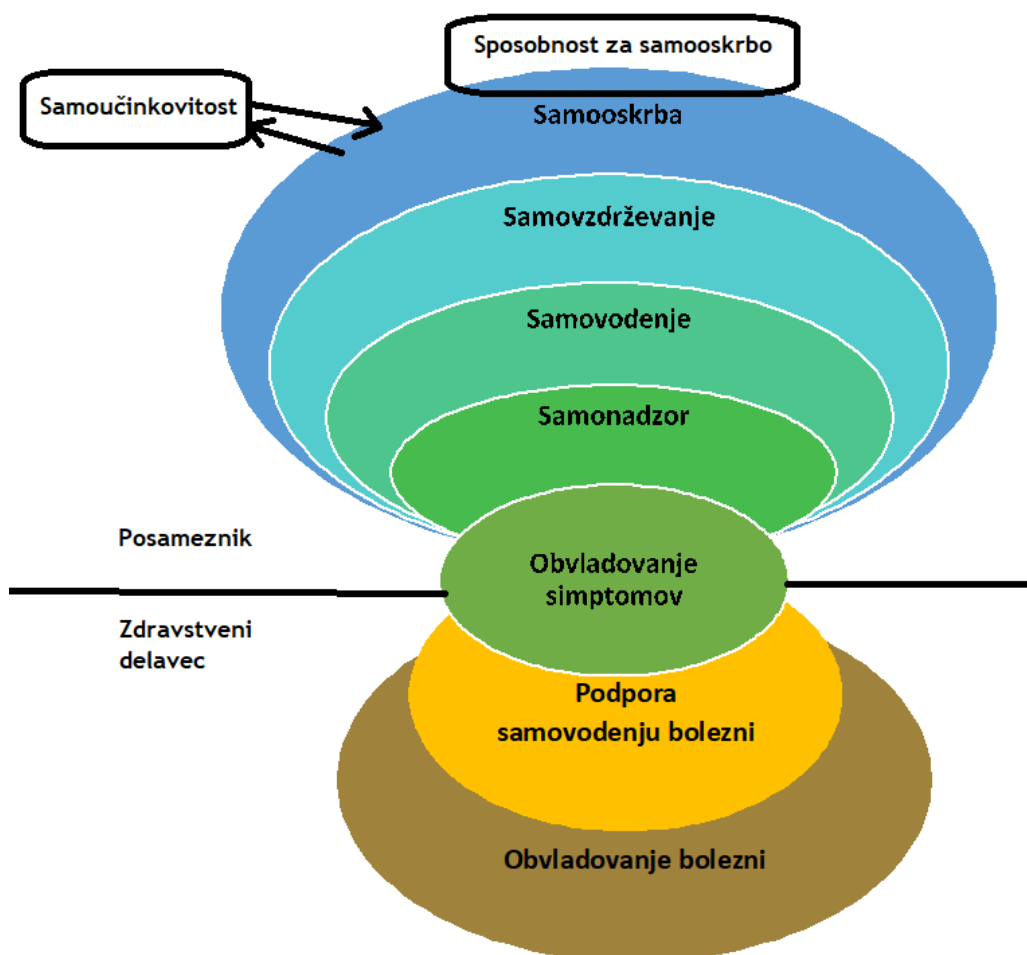 Sposobnost za samooskrbo
Samoučinkovitost
Samooskrba
Samovzdrževanje
Samovodenje
Samonadzor
Posameznik
Obvladovanje
simptomov
Zdravstveni
delavec
Podpora
samovodenju bolezni
Obvladovanje bolezni